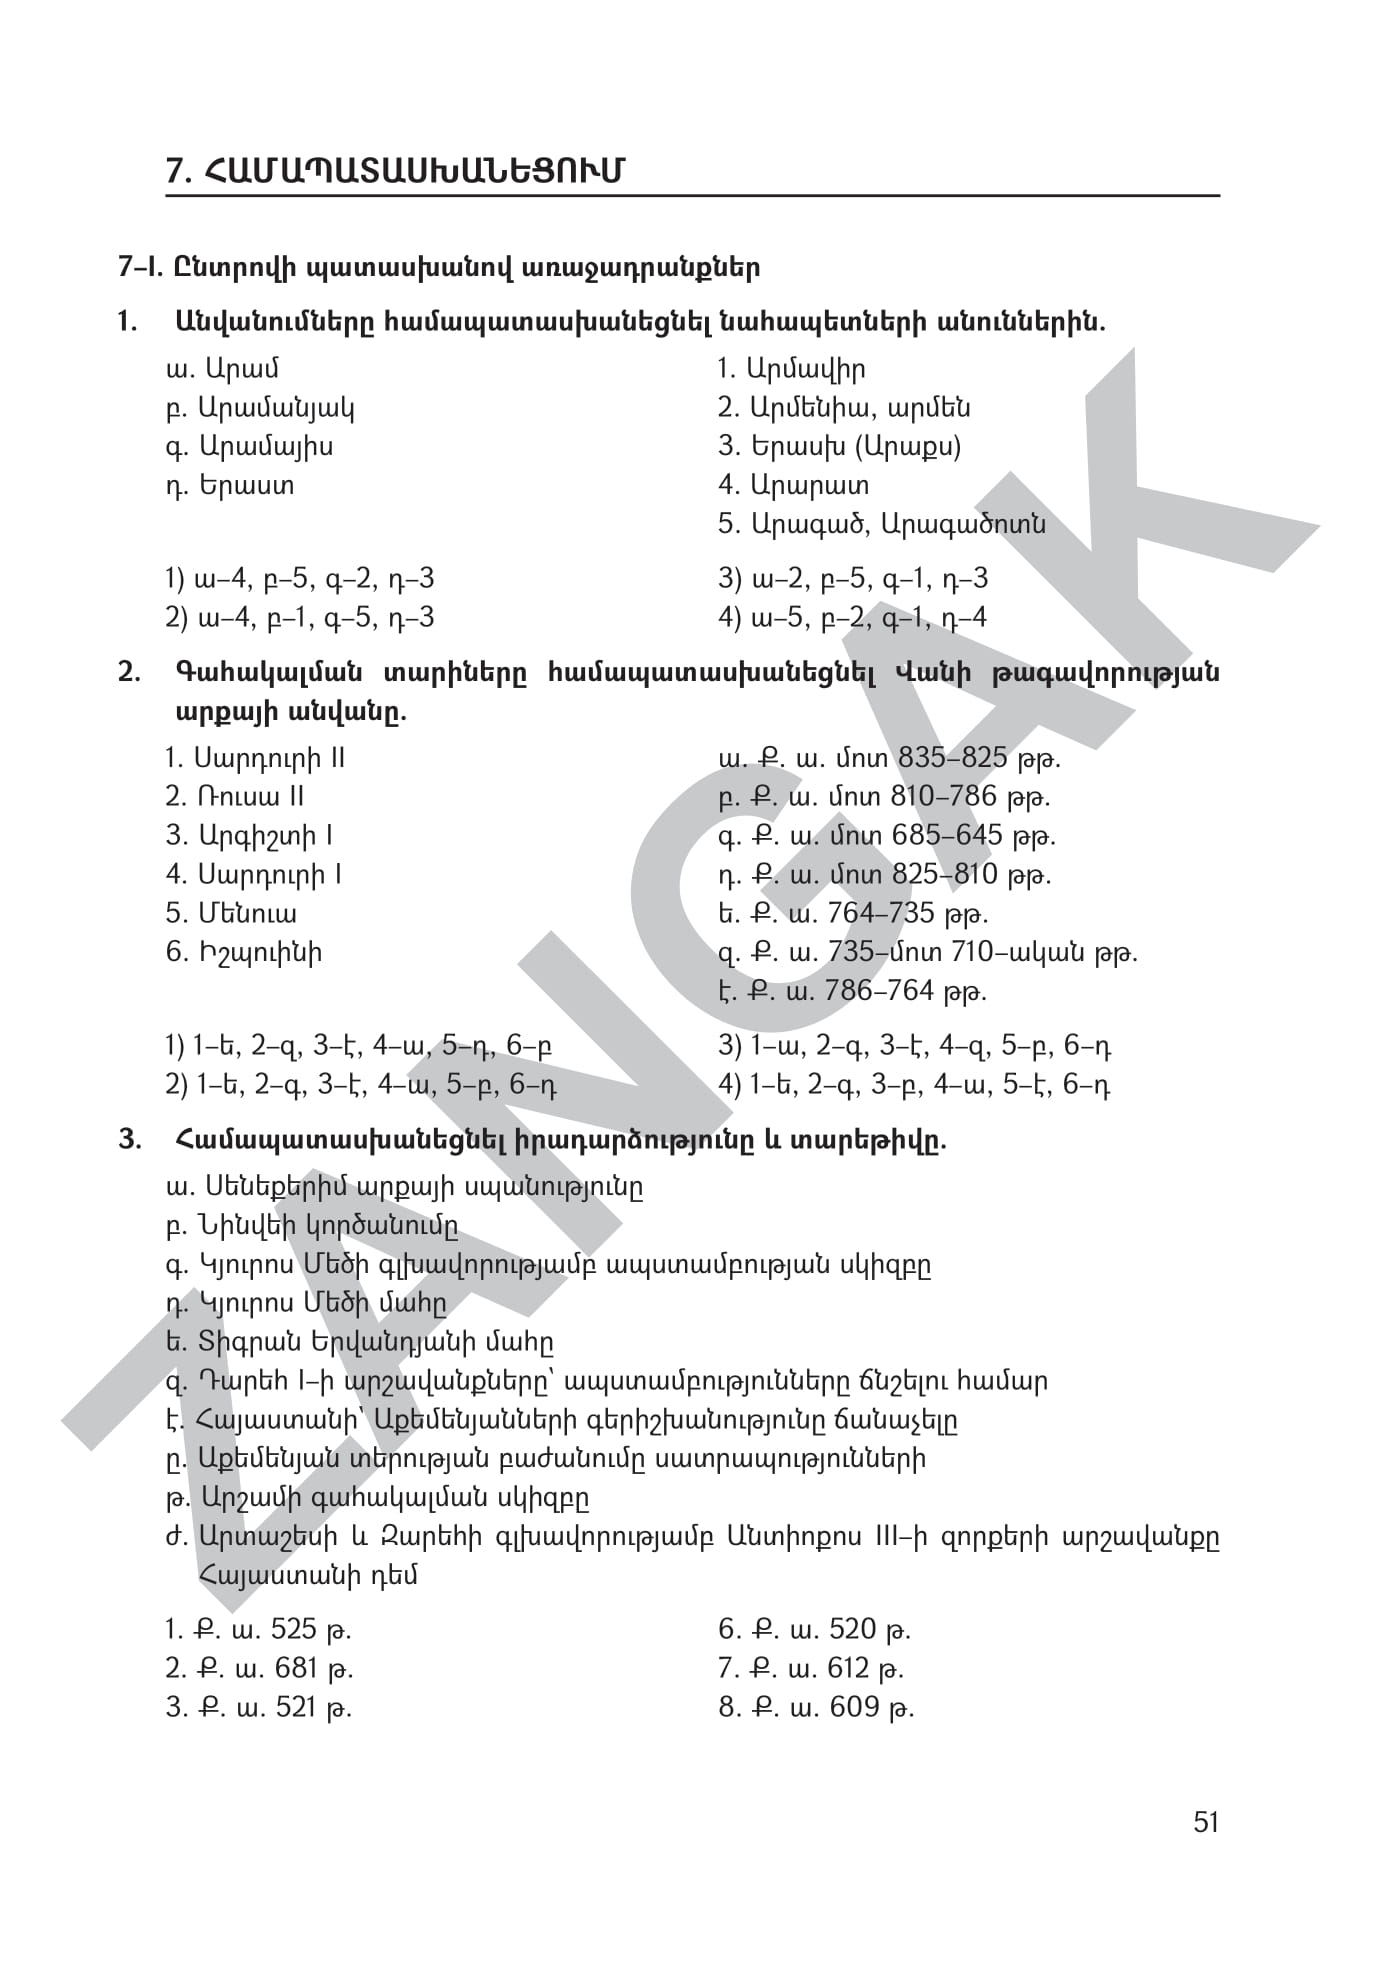 7. ՀԱՄԱՊԱՏԱՍԽԱՆԵՑՈՒՄ
7–I. Ընտրովի պատասխանով առաջադրանքներ
1. Անվանումները համապատասխանեցնել նահապետների անուններին.
ա. Արամ
բ. Արամանյակ
գ. Արամայիս
դ. Երաստ
1. Արմավիր
2. Արմենիա, արմեն
3. Երասխ (Արաքս)
4. Արարատ
5. Արագած, Արագածոտն
1) ա–4, բ–5, գ–2, դ–3
2) ա–4, բ–1, գ–5, դ–3
3) ա–2, բ–5, գ–1, դ–3
4) ա–5, բ–2, գ–1, դ–4
2. Գահակալման տարիները համապատասխանեցնել Վանի թագավորության
արքայի անվանը.
1. Սարդուրի II
2. Ռուսա II
3. Արգիշտի I
4. Սարդուրի I
5. Մենուա
6. Իշպուինի
ա. Ք. ա. մոտ 835–825 թթ.
բ. Ք. ա. մոտ 810–786 թթ.
գ. Ք. ա. մոտ 685–645 թթ.
դ. Ք. ա. մոտ 825–810 թթ.
ե. Ք. ա. 764–735 թթ.
զ. Ք. ա. 735–մոտ 710–ական թթ.
է. Ք. ա. 786–764 թթ.
1) 1–ե, 2–զ, 3–է, 4–ա, 5–դ, 6–բ
2) 1–ե, 2–գ, 3–է, 4–ա, 5–բ, 6–դ
3) 1–ա, 2–գ, 3–է, 4–զ, 5–բ, 6–դ
4) 1–ե, 2–գ, 3–բ, 4–ա, 5–է, 6–դ
3. Համապատասխանեցնել իրադարձությունը և տարեթիվը.
ա. Սենեքերիմ արքայի սպանությունը
բ. Նինվեի կործանումը
գ. Կյուրոս Մեծի գլխավորությամբ ապստամբության սկիզբը
դ. Կյուրոս Մեծի մահը
ե. Տիգրան Երվանդյանի մահը
զ. Դարեհ I–ի արշավանքները՝ ապստամբությունները ճնշելու համար
է. Հայաստանի՝ Աքեմենյանների գերիշխանությունը ճանաչելը
ը. Աքեմենյան տերության բաժանումը սատրապությունների
թ. Արշամի գահակալման սկիզբը
ժ. Արտաշեսի և Զարեհի գլխավորությամբ Անտիոքոս III–ի զորքերի արշավանքը
Հայաստանի դեմ
1. Ք. ա. 525 թ.
2. Ք. ա. 681 թ.
3. Ք. ա. 521 թ.
6. Ք. ա. 520 թ.
7. Ք. ա. 612 թ.
8. Ք. ա. 609 թ.
51
ZANGAK